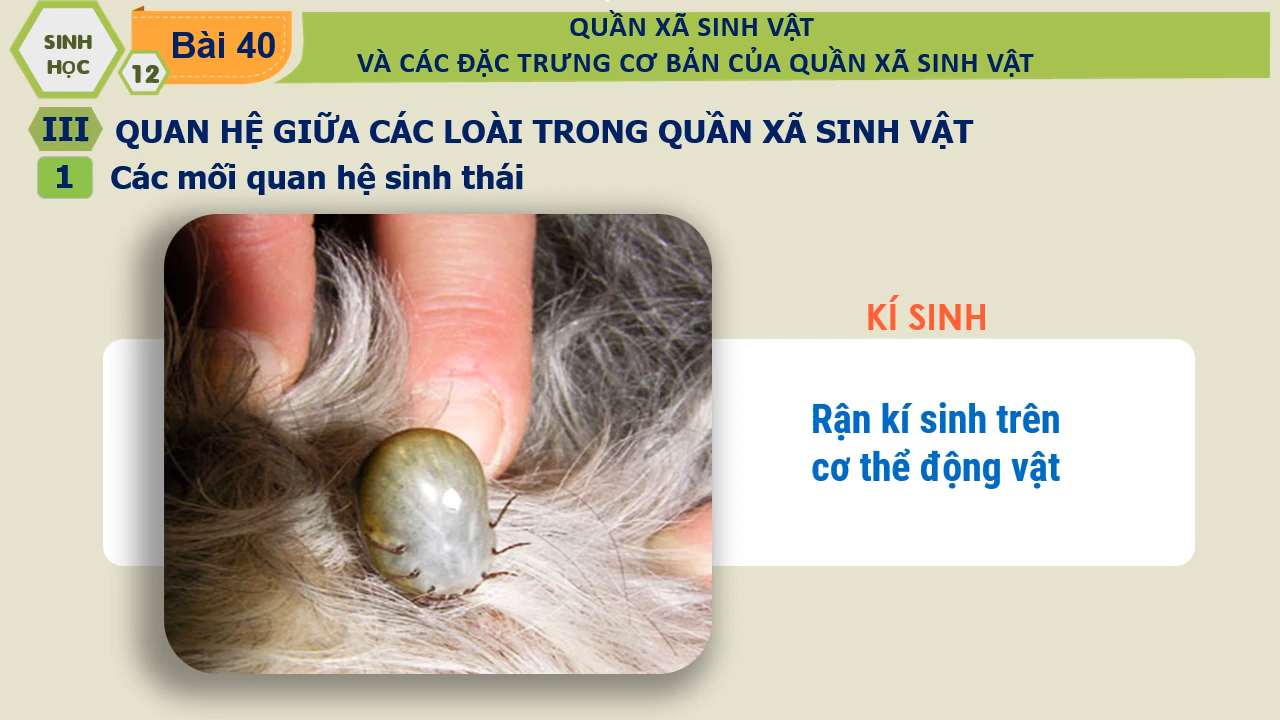 SINH
HỌC
12
Bài 40
QUẦN XÃ SINH VẬT
VÀ CÁC ĐẶC TRƯNG CƠ BẢN CỦA QUẦN XÃ SINH VẬT
III QUAN HỆ GIỮA CÁC LOÀI TRONG QUẦN XÃ SINH VẬT
1 Các mối quan hệ sinh thái
KÍ SINH
Rận kí sinh trên
cơ thể động vật